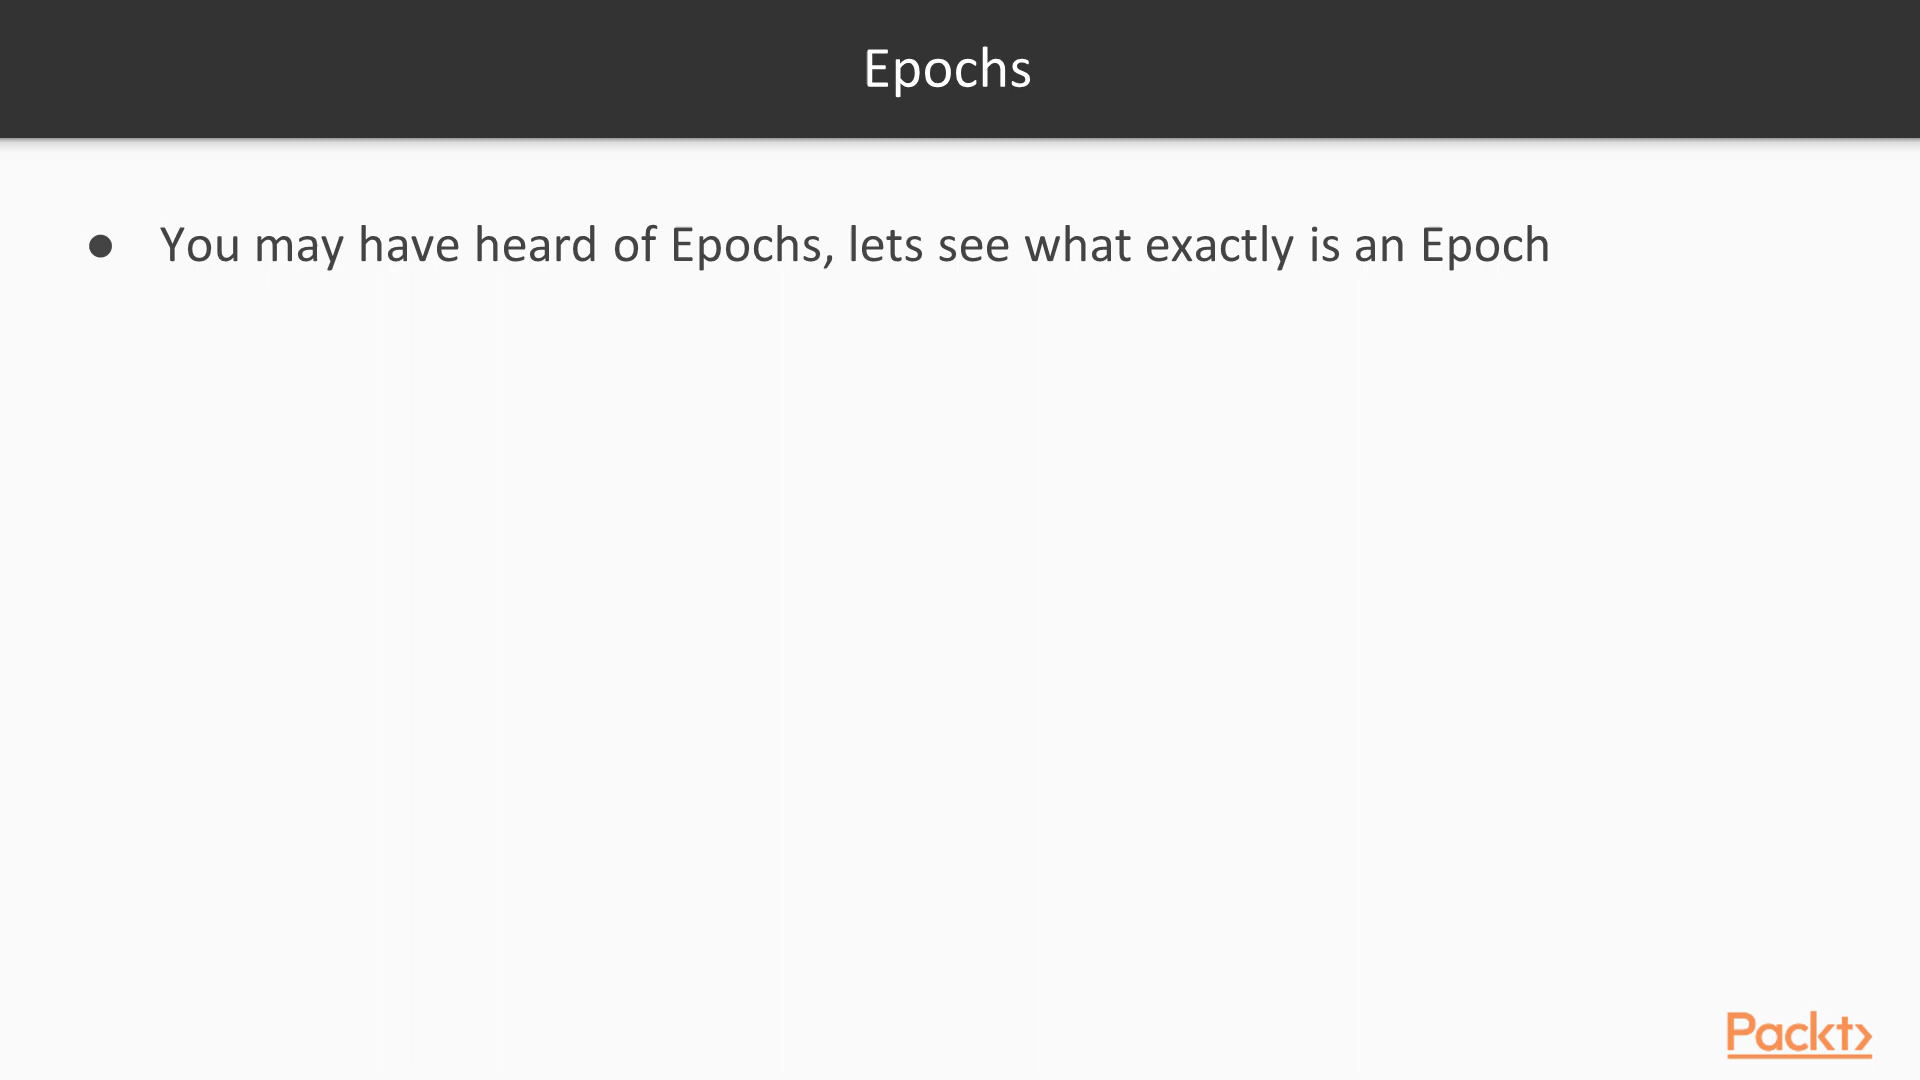 Epochs
● You may have heard of Epochs, lets see what exactly is an Epoch
Packt>